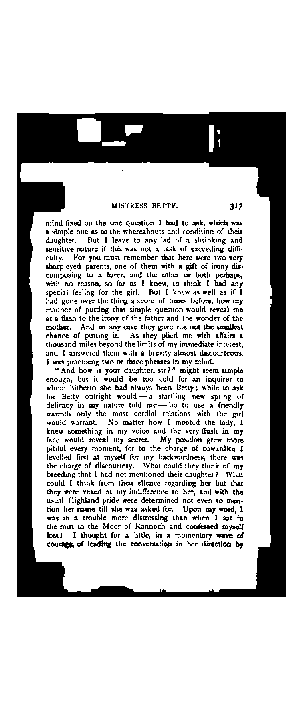 MISTRESS BETTY. 317
mind fixed on the one question I had to ask, which was
a simple one as to the whereabouts and condition of their
daughter. But I leave to any lad of a shrinking and
sensitive nature if this was not a task of exceeding diffi-
culty. For you must remember that here were two very
sharp-eyed parents, one of them with a gift of irony dis-
composing to a lover, and the other or both perhaps,
with no reason, so far as I knew, to think I had any
special feeling for the girl. But I knew as well as if I
had gone over the thing a score of times before, how my
manner of putting that simple question would reveal me
at a flash to the irony of the father and the wonder of the
mother. And in any case they gave me not the smallest
chance of putting it. As they plied me with affairs a
thousand miles beyond the limits of my immediate interest,
and I answered them with a brevity almost discourteous,
I was practising two or three phrases in my mind.
"And how is your daughter, sir?" might seem simple
enough, but it would be too cold for an inquirer to
whom hitherto she had always been Betty; while to ask
for Betty outright would—a startling new spring of
delicacy in my nature told me—be to use a friendly
warmth only the most cordial relations with the girl
would warrant. No matter how I mooted the lady, I
knew something in my voice and the very flush in my
face would reveal my secret. My position grew more
pitiful every moment, for to the charge of cowardice I
levelled first at myself for my backwardness, there was
the charge of discourtesy. What could they think of my
breeding that I had not mentioned their daughter? What
could I think from their silence regarding her but that
they were vexed at my indifference to her, and with the
usual Highland pride were determined not even to men-
tion her name till she was asked for. Upon my word, I
was in a trouble more distressing than when I sat in
the mist in the Moor of Rannoch and confessed myself
lost! I thought for a little, in a momentary wave of
courage, of leading the conversation in her direction by